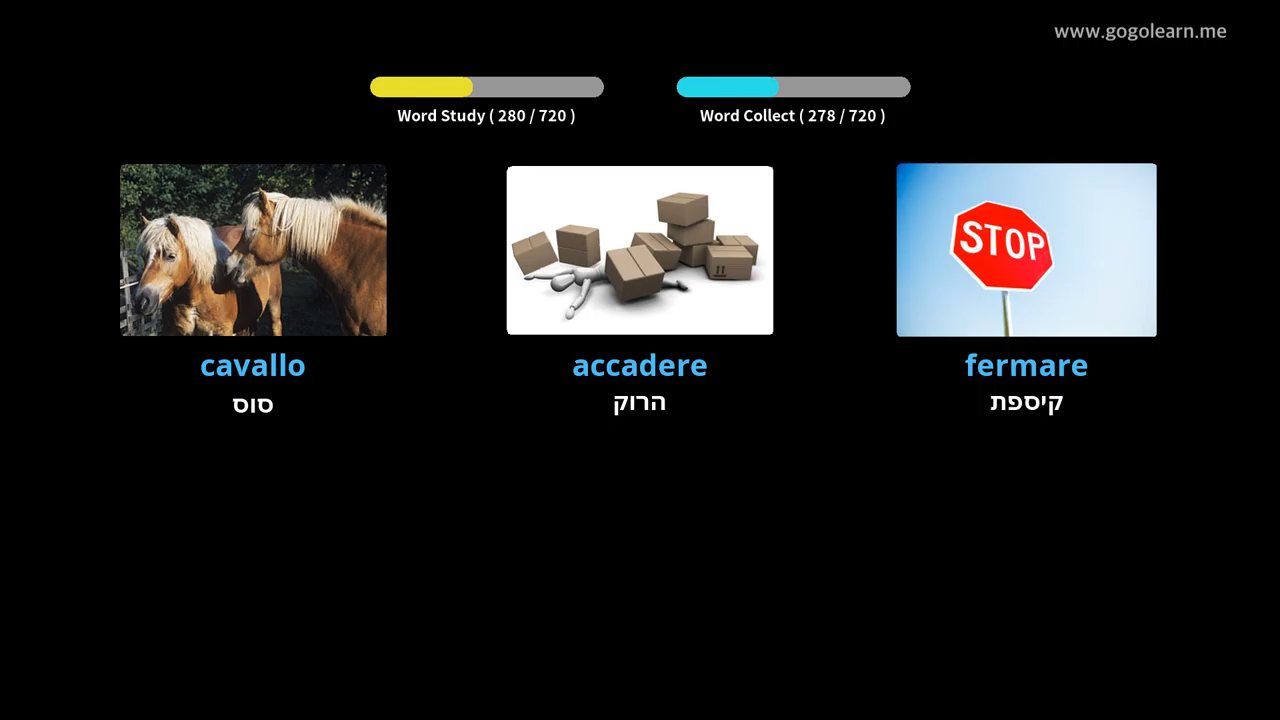 www.gogolearn.me
Word Study ( 280 / 720 )
Word Collect ( 278 / 720 )
STOP
cavallo
accadere
fermare
סוס
הרוק
קיספת